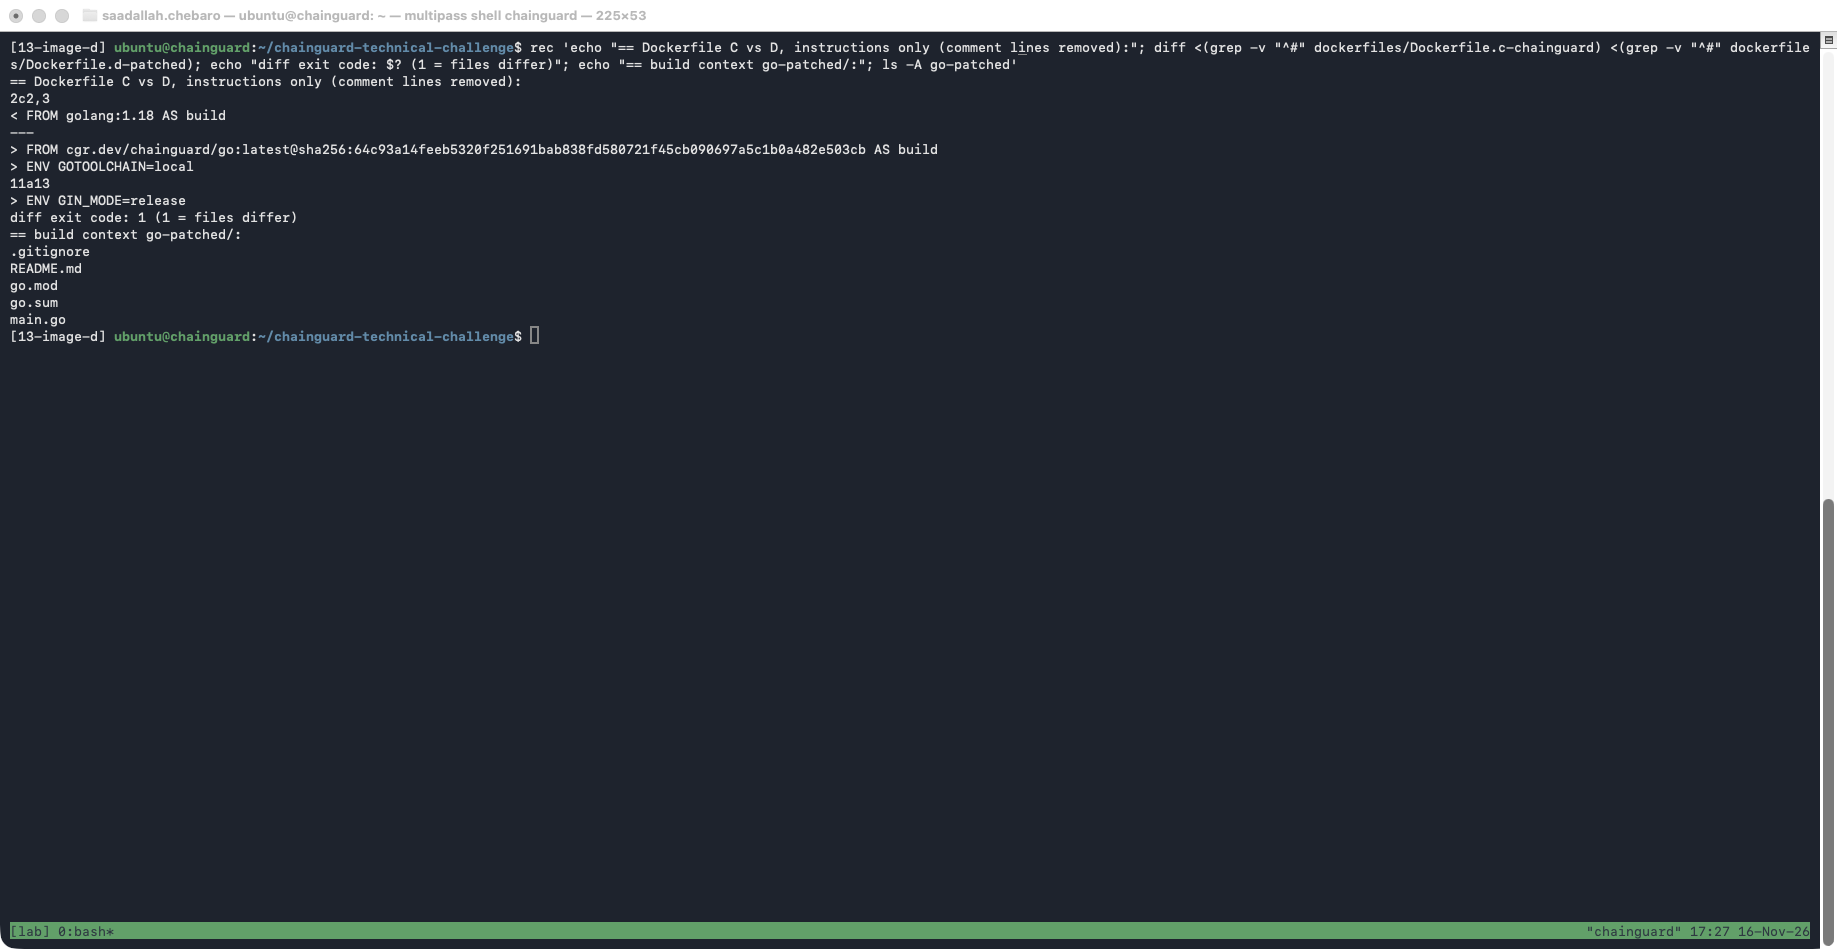 saadallah.chebaro — ubuntu@chainguard: ~ — multipass shell chainguard — 225×53
[13-image-d] ubuntu@chainguard:~/chainguard-technical-challenge$ rec 'echo "== Dockerfile C vs D, instructions only (comment lines removed):"; diff <(grep -v "^#" dockerfiles/Dockerfile.c-chainguard) <(grep -v "^#" dockerfile
s/Dockerfile.d-patched); echo "diff exit code: $? (1 = files differ)"; echo "== build context go-patched/:"; ls -A go-patched'
== Dockerfile C vs D, instructions only (comment lines removed):
2c2,3
< FROM golang:1.18 AS build
---
> FROM cgr.dev/chainguard/go:latest@sha256:64c93a14feeb5320f251691bab838fd580721f45cb090697a5c1b0a482e503cb AS build
> ENV GOTOOLCHAIN=local
11a13
> ENV GIN_MODE=release
diff exit code: 1 (1 = files differ)
== build context go-patched/:
.gitignore
README.md
go.mod
go.sum
main.go
[13-image-d] ubuntu@chainguard:~/chainguard-technical-challenge$
[lab] 0:bash* "chainguard" 17:27 16-Nov-26